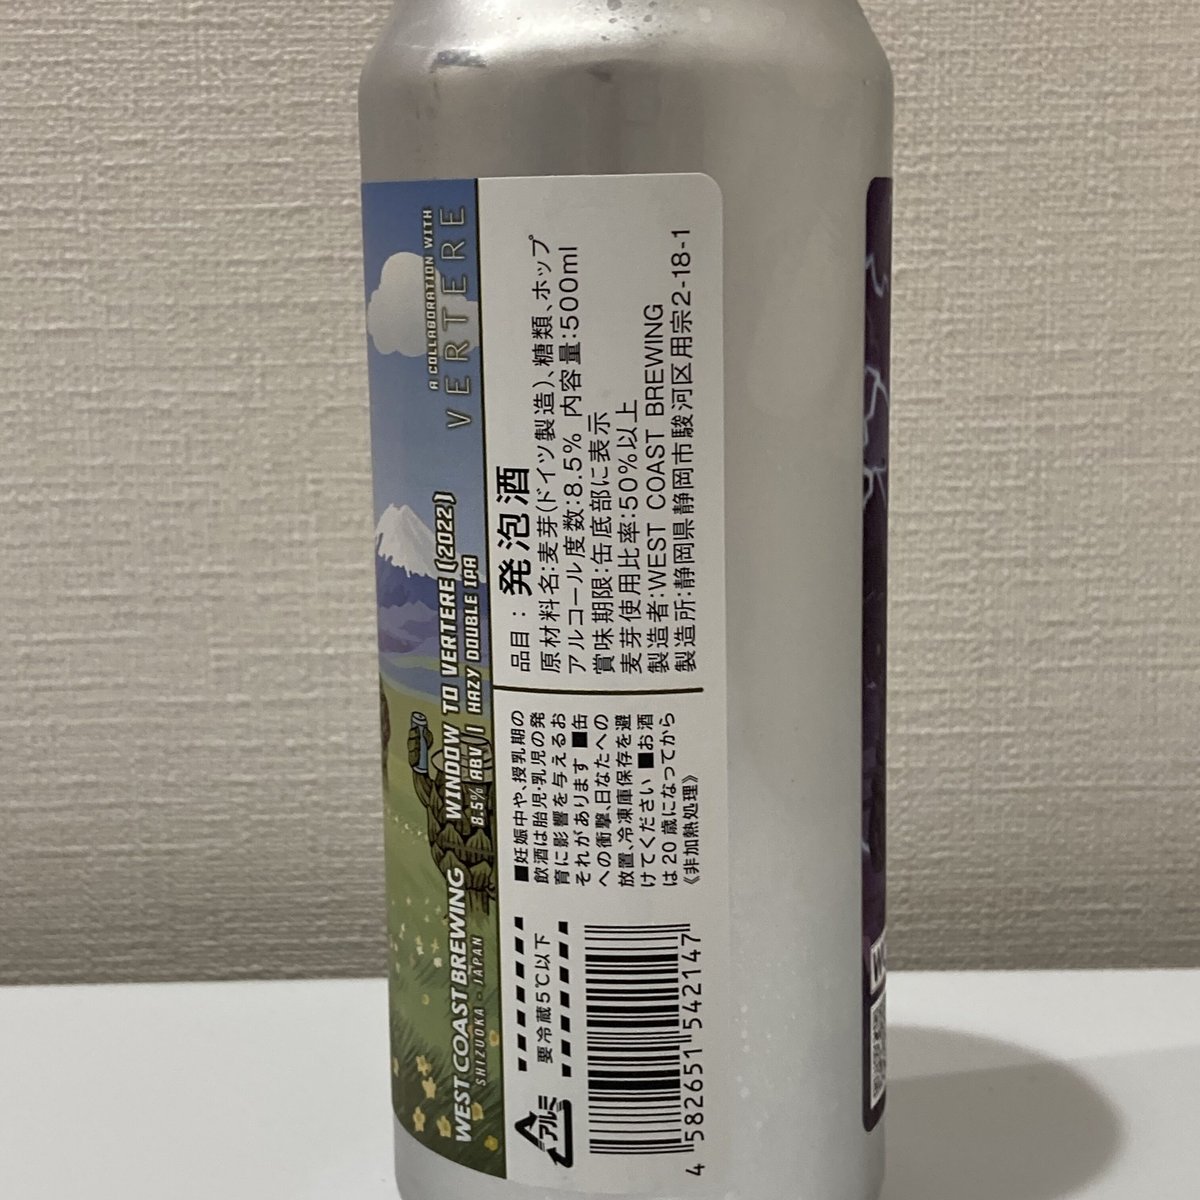 A COLLABORATION WITH
VERTERE
WINDOW TO VERTERE (2022)
8.5% ABV | HAZY DOUBLE IPA
WEST COAST BREWING
SHIZUOKA - JAPAN
品目：発泡酒
原材料名：麦芽(ドイツ製造)、糖類、ホップ
アルコール度数：8.5% 内容量：500ml
賞味期限：缶底部に表示
麦芽使用比率：50%以上
製造者：WEST COAST BREWING
製造所：静岡県静岡市駿河区用宗2-18-1
■妊娠中や、授乳期の
飲酒は胎児・乳児の発
育に影響を与えるお
それがあります ■缶
への衝撃、日なたへの
放置、冷凍庫保存を避
けてください ■お酒
は20歳になってから
《非加熱処理》
要冷蔵5℃以下
アルミ
4 582651 542147